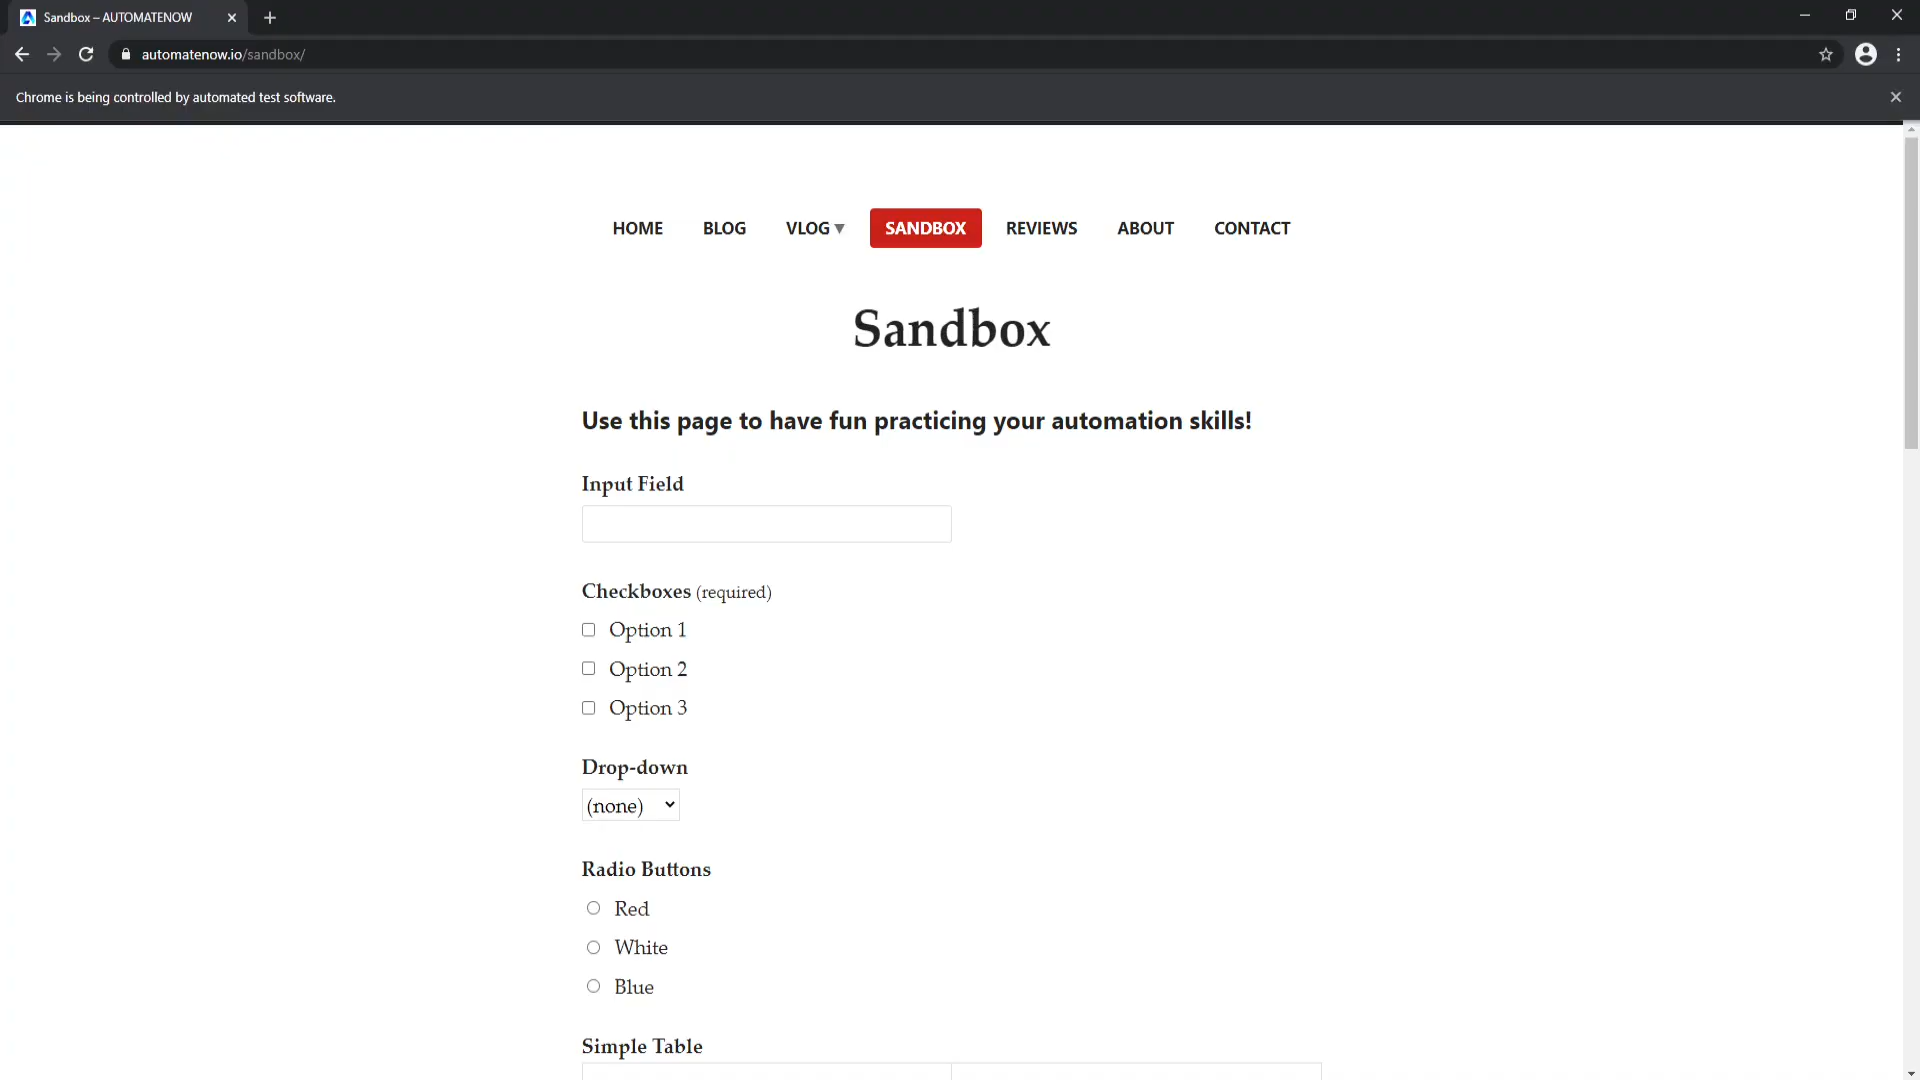 Sandbox – AUTOMATENOW
automatenow.io/sandbox/
Chrome is being controlled by automated test software.
HOME BLOG VLOG▼ SANDBOX REVIEWS ABOUT CONTACT
Sandbox
Use this page to have fun practicing your automation skills!
Input Field
Checkboxes (required)
Option 1
Option 2
Option 3
Drop-down
(none)
Radio Buttons
Red
White
Blue
Simple Table